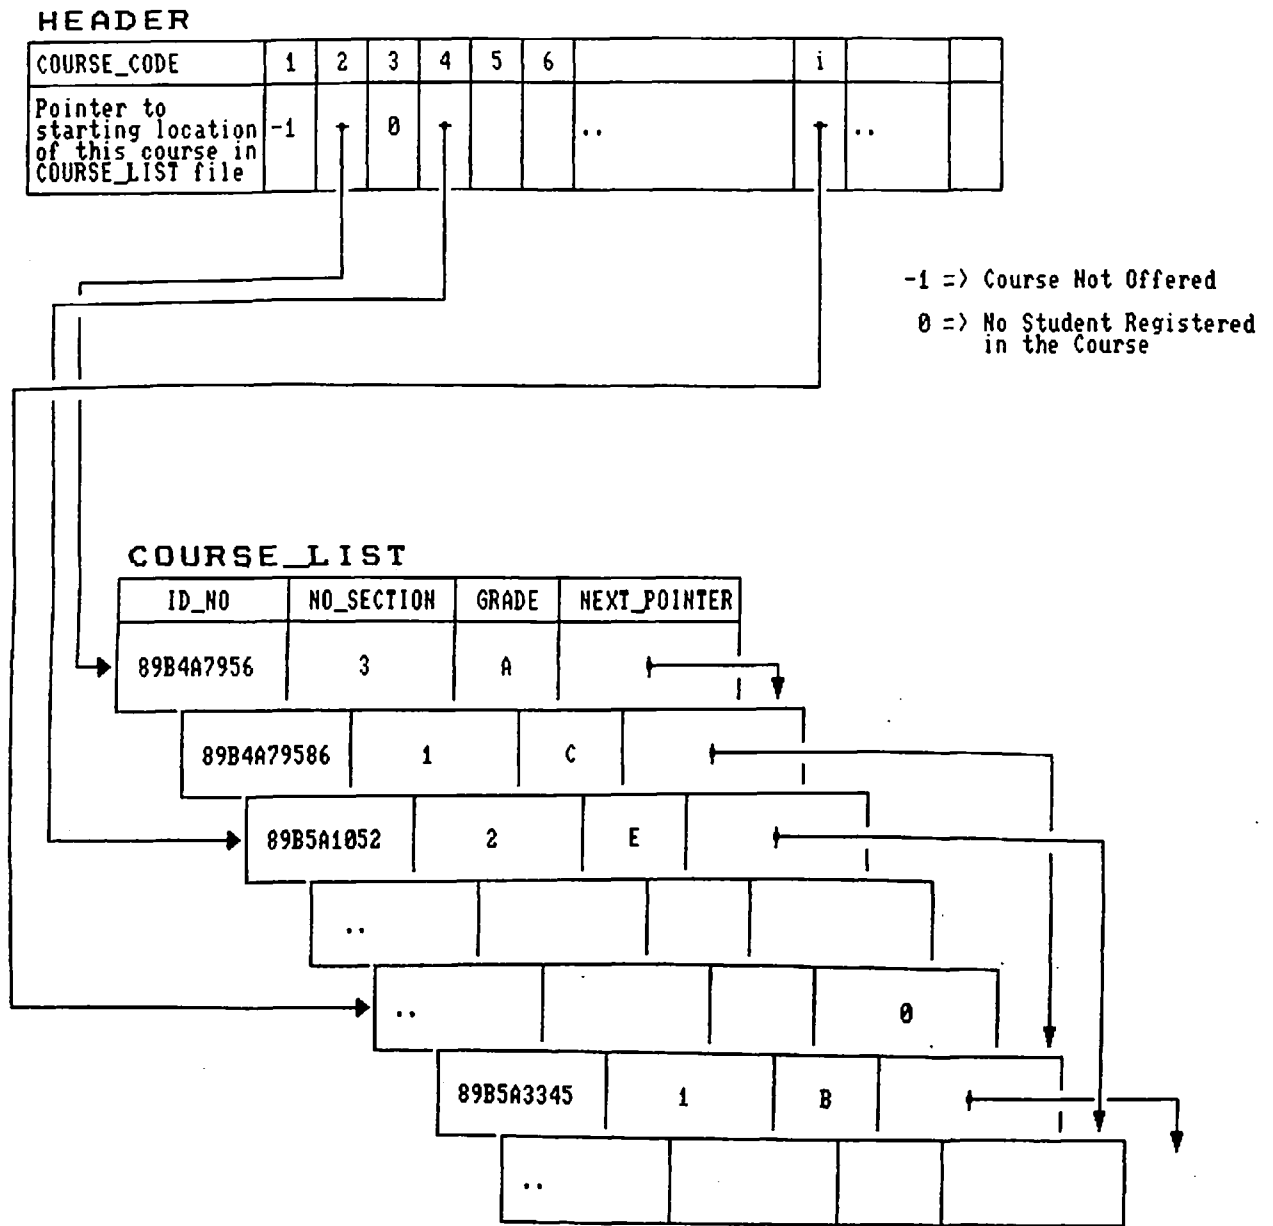 HEADER
COURSE_CODE 1 2 3 4 5 6 i
Pointer to
starting location
of this course in
COURSE_LIST file
-1 0 .. ..
-1 => Course Not Offered
0 => No Student Registered
in the Course
COURSE_LIST
ID_NO NO_SECTION GRADE NEXT_POINTER
89B4A7956 3 A
89B4A79586 1 C
89B5A1052 2 E
..
.. 0
89B5A3345 1 B
..